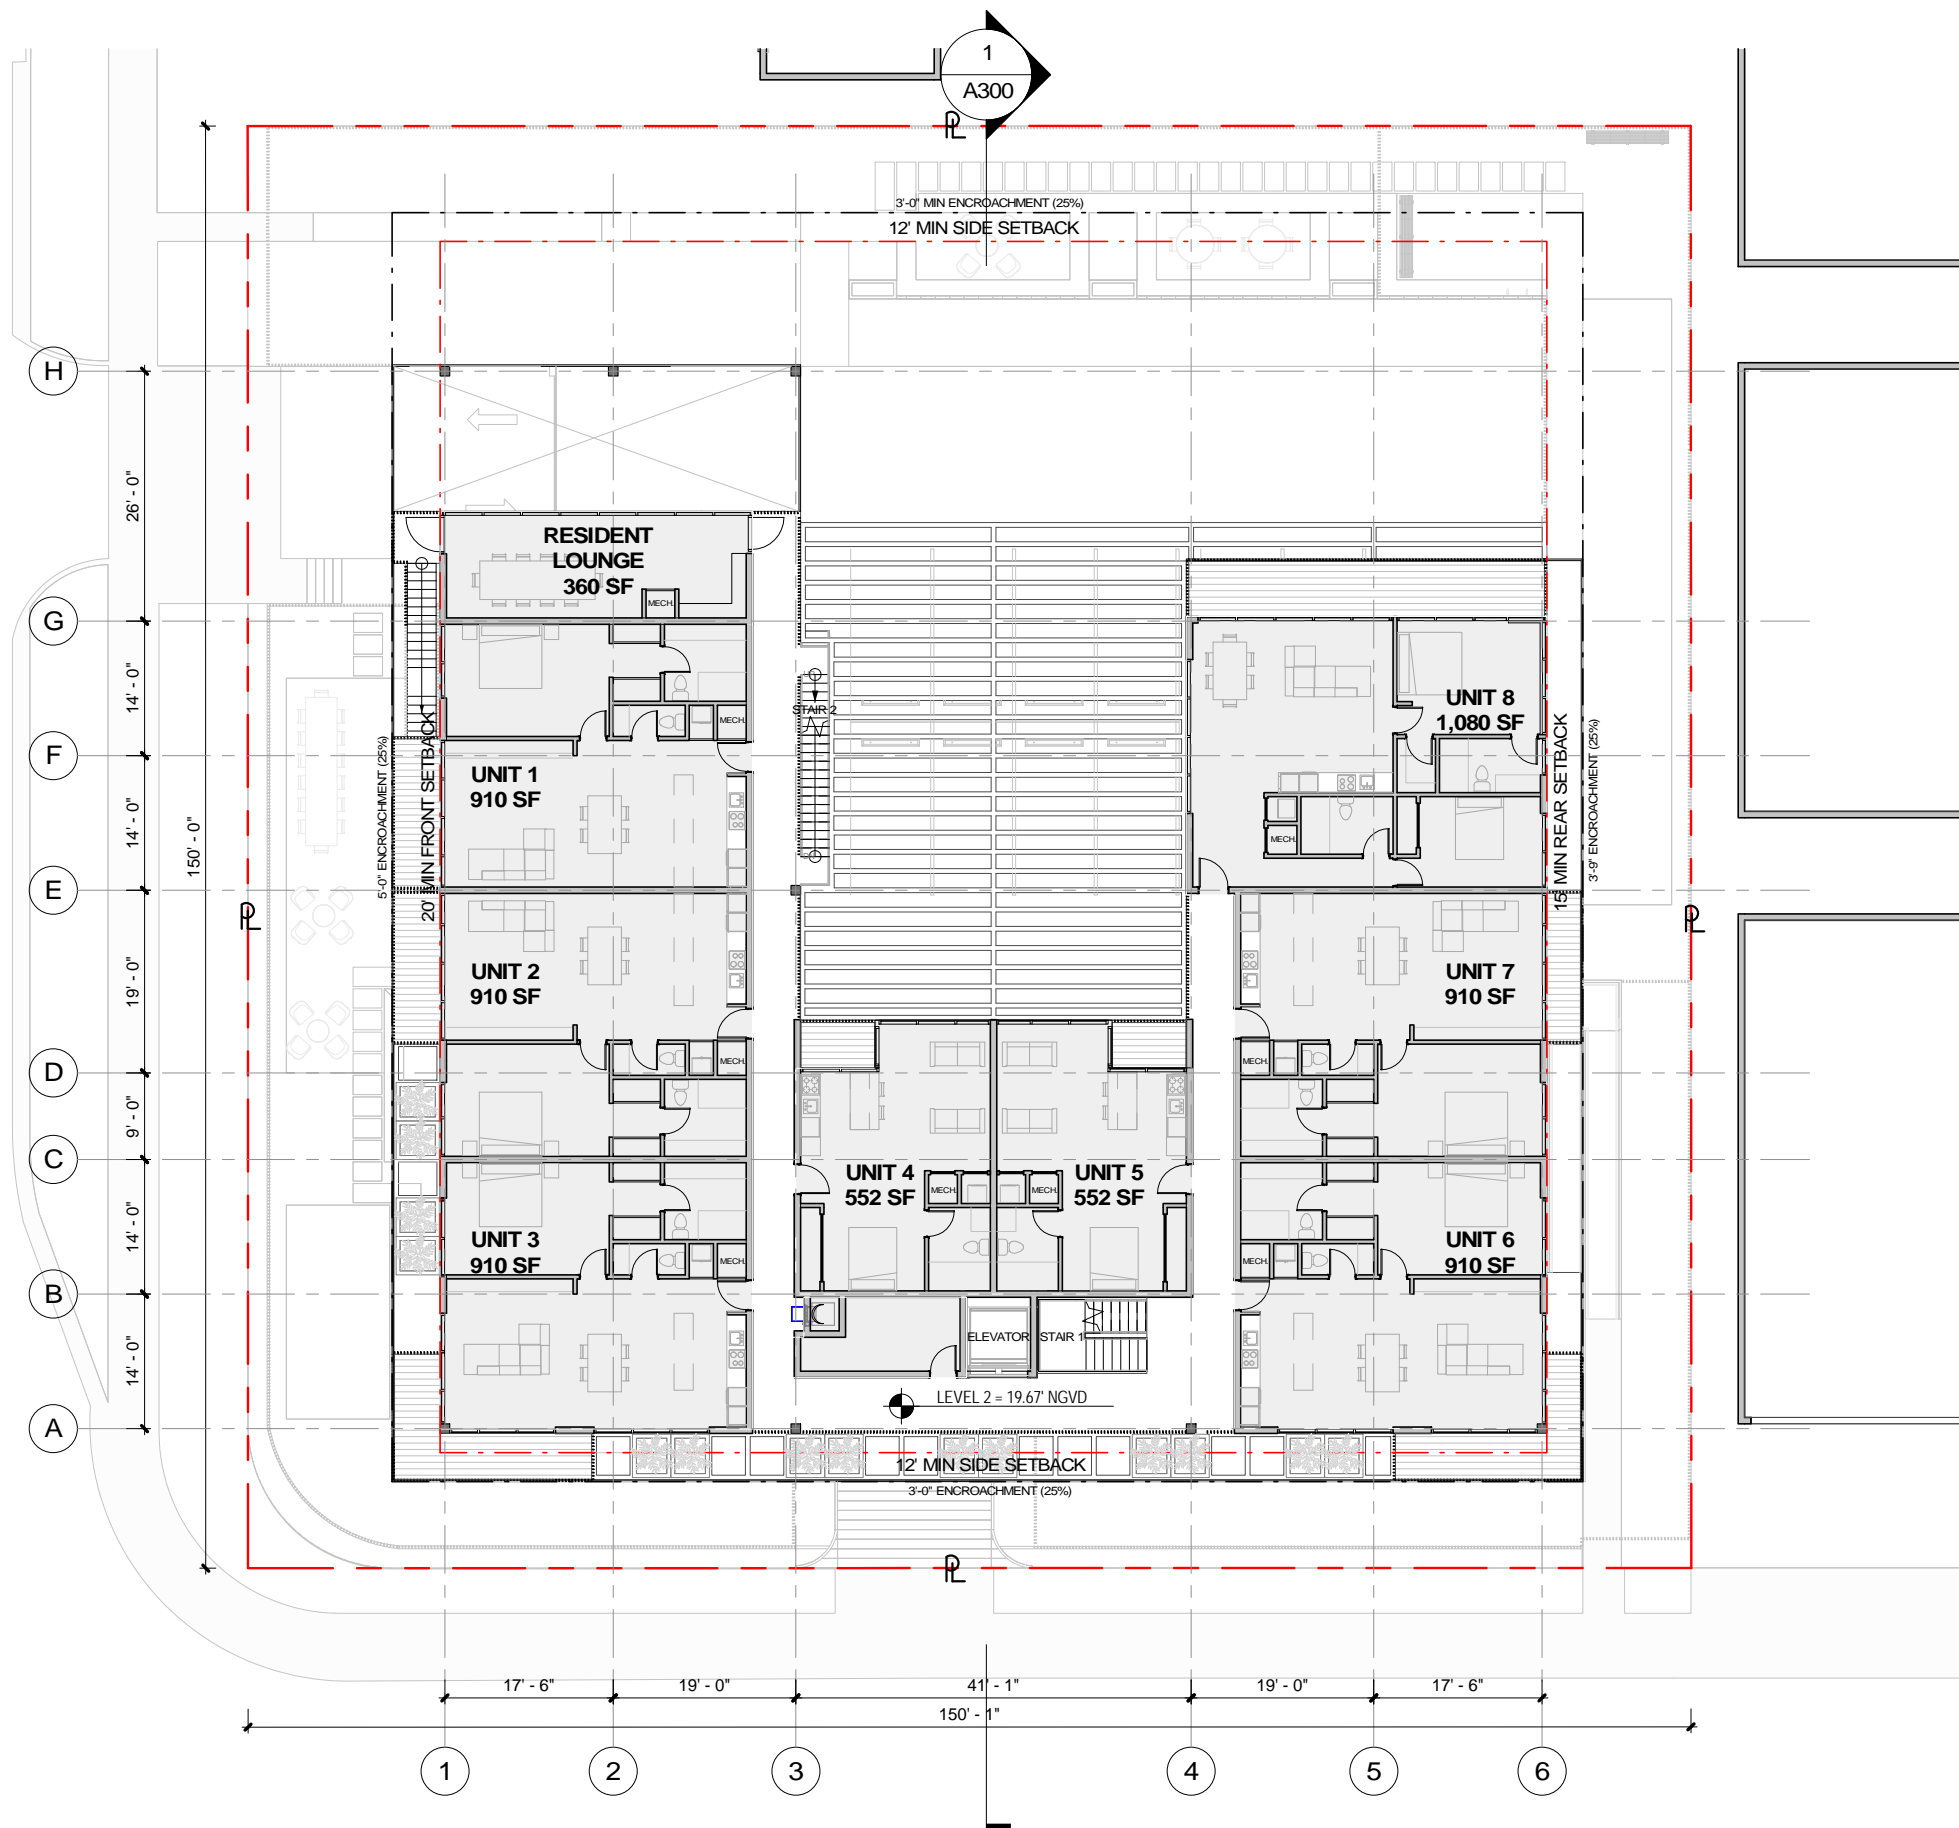 1
A300
PL
3'-0" MIN ENCROACHMENT (25%)
12' MIN SIDE SETBACK
H
26' - 0"
RESIDENT
LOUNGE
360 SF
MECH.
G
14' - 0"
STAIR 2
MECH.
UNIT 8
1,080 SF
F
20' MIN FRONT SETBACK
5'-0" ENCROACHMENT (25%)
15' MIN REAR SETBACK
3'-9" ENCROACHMENT (25%)
UNIT 1
910 SF
14' - 0"
150' - 0"
MECH.
E
PL
PL
UNIT 2
910 SF
UNIT 7
910 SF
19' - 0"
MECH.
MECH.
D
9' - 0"
C
UNIT 4
552 SF
MECH.
MECH.
UNIT 5
552 SF
14' - 0"
UNIT 3
910 SF
MECH.
MECH.
UNIT 6
910 SF
B
ELEVATOR
STAIR 1
14' - 0"
LEVEL 2 = 19.67' NGVD
A
12' MIN SIDE SETBACK
3'-0" ENCROACHMENT (25%)
PL
17' - 6"
19' - 0"
41' - 1"
19' - 0"
17' - 6"
150' - 1"
1
2
3
4
5
6